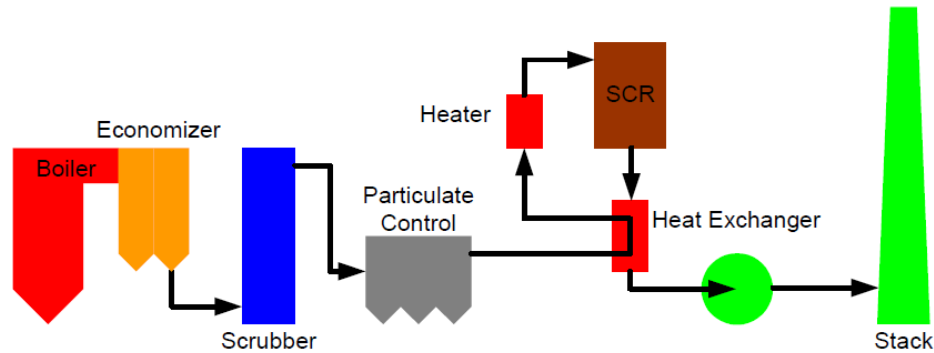 Economizer
Boiler
Scrubber
Particulate
Control
Heater
SCR
Heat Exchanger
Stack